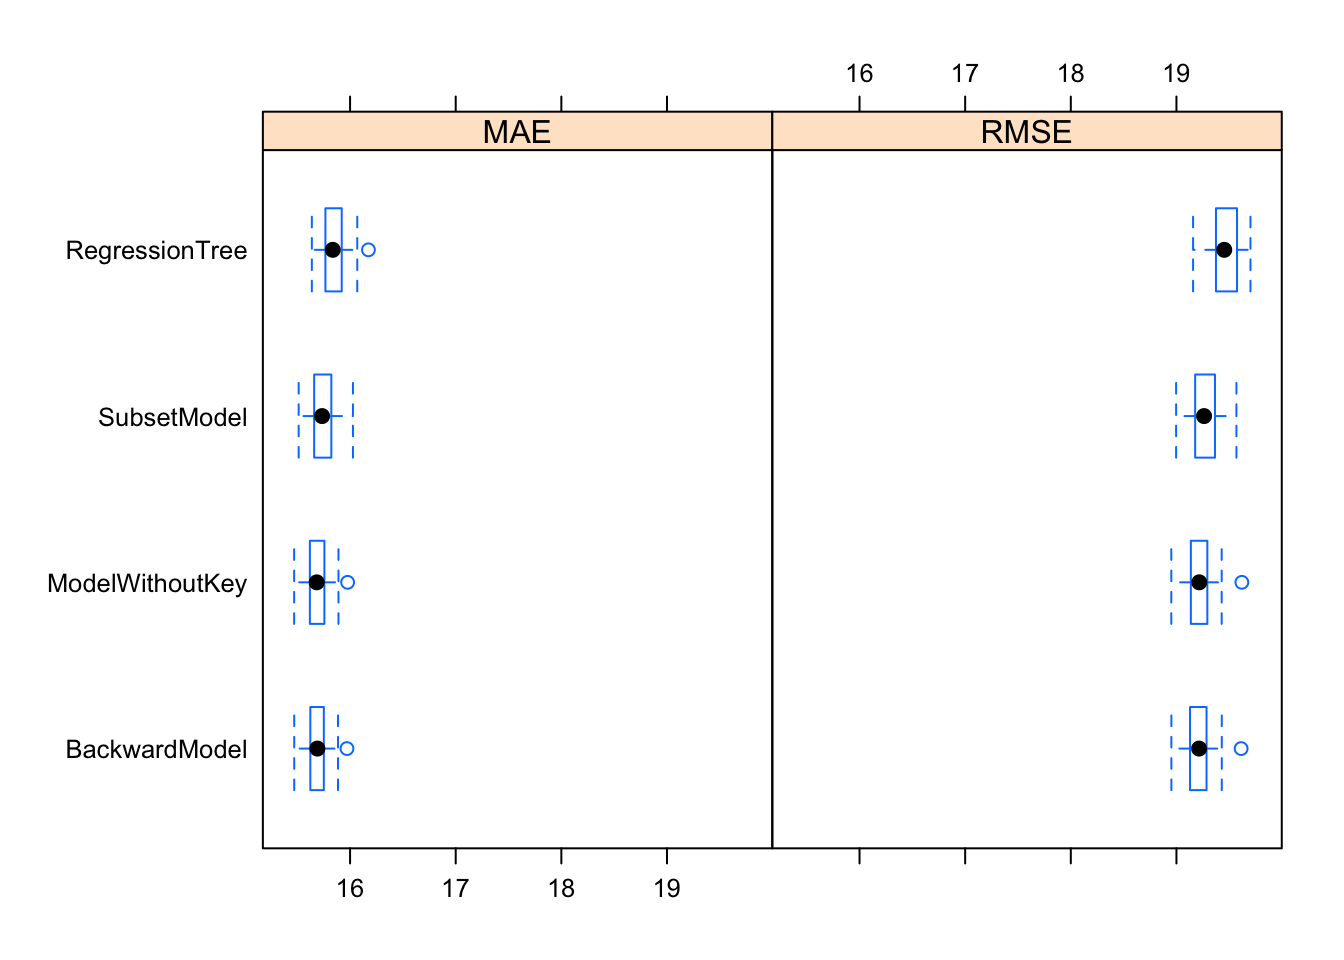 16 17 18 19
MAE RMSE
RegressionTree
SubsetModel
ModelWithoutKey
BackwardModel
16 17 18 19